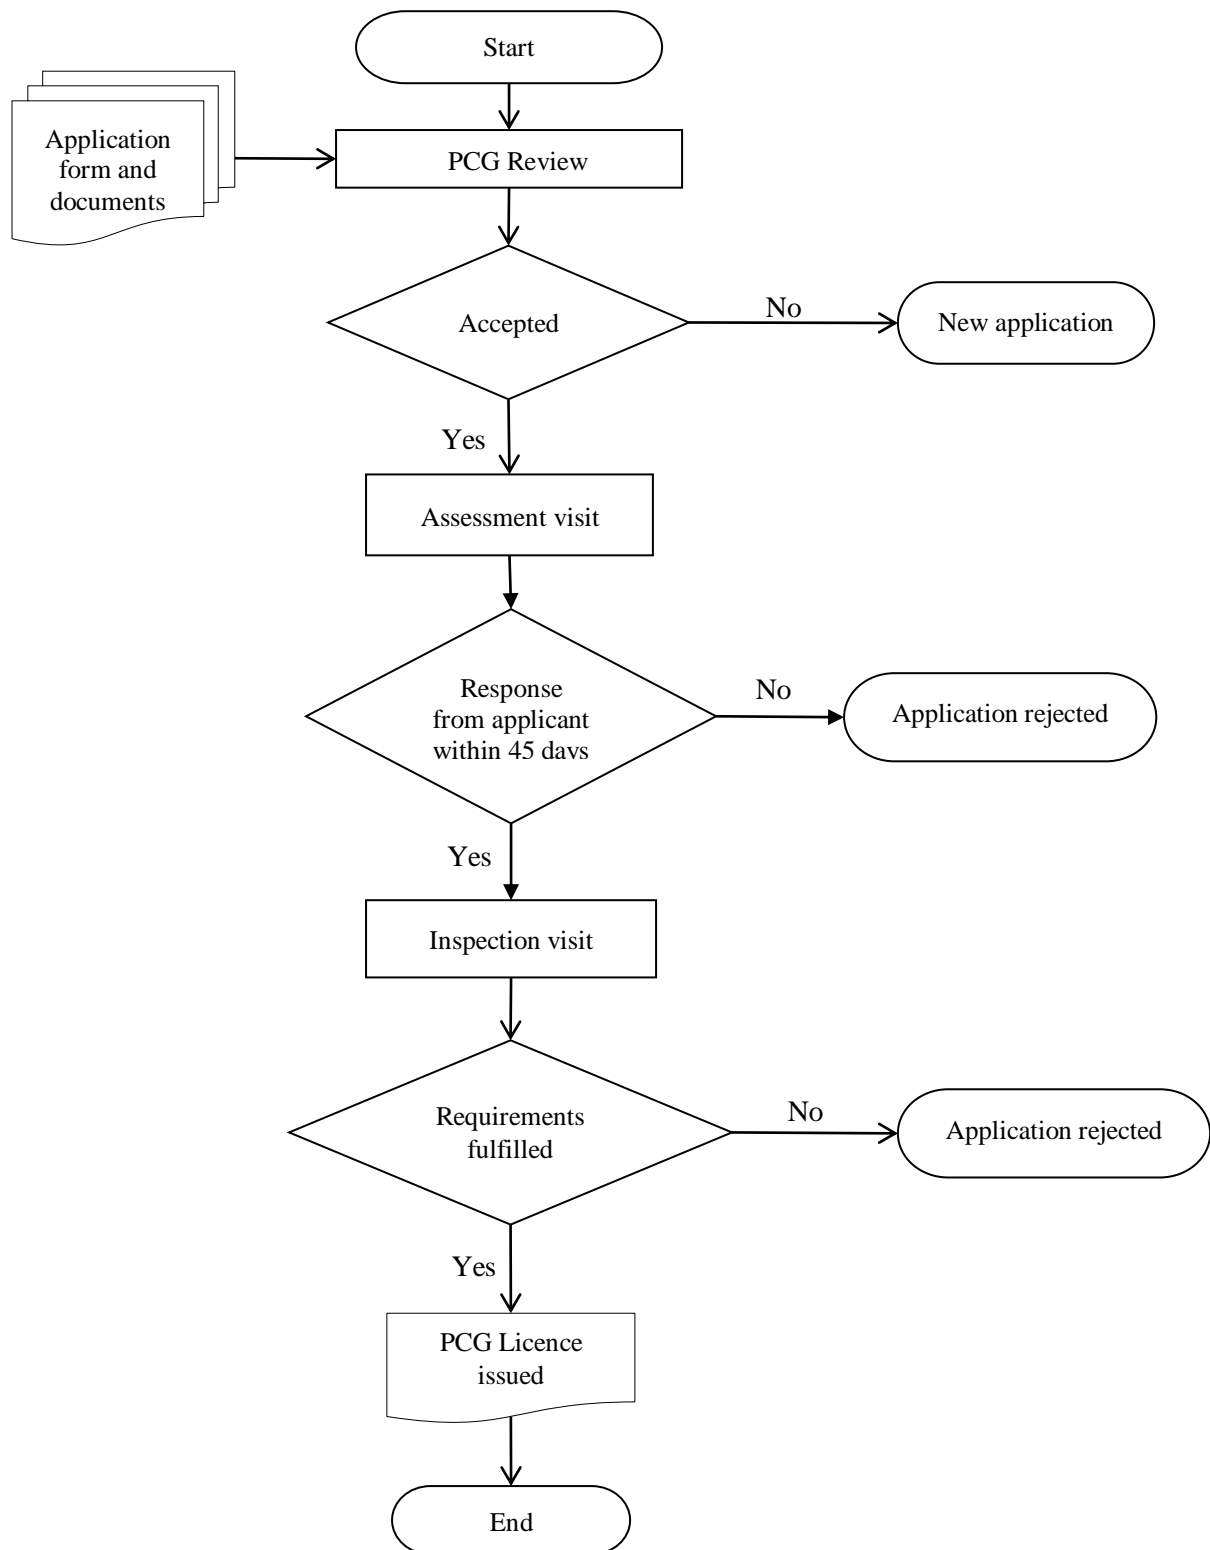 Start
Application
form and
documents
PCG Review
Accepted
No
New application
Yes
Assessment visit
Response
from applicant
within 45 days
No
Application rejected
Yes
Inspection visit
Requirements
fulfilled
No
Application rejected
Yes
PCG Licence
issued
End